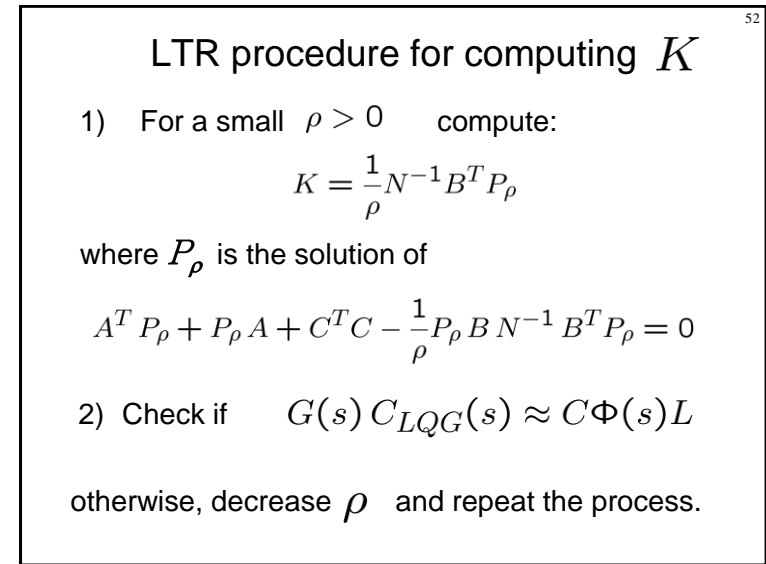 52
LTR procedure for computing K
1) For a small ρ > 0 compute:
K = \frac{1}{ρ} N^{-1} B^T P_ρ
where P_ρ is the solution of
A^T P_ρ + P_ρ A + C^T C - \frac{1}{ρ} P_ρ B N^{-1} B^T P_ρ = 0
2) Check if G(s) C_{LQG}(s) ≈ CΦ(s)L
otherwise, decrease ρ and repeat the process.